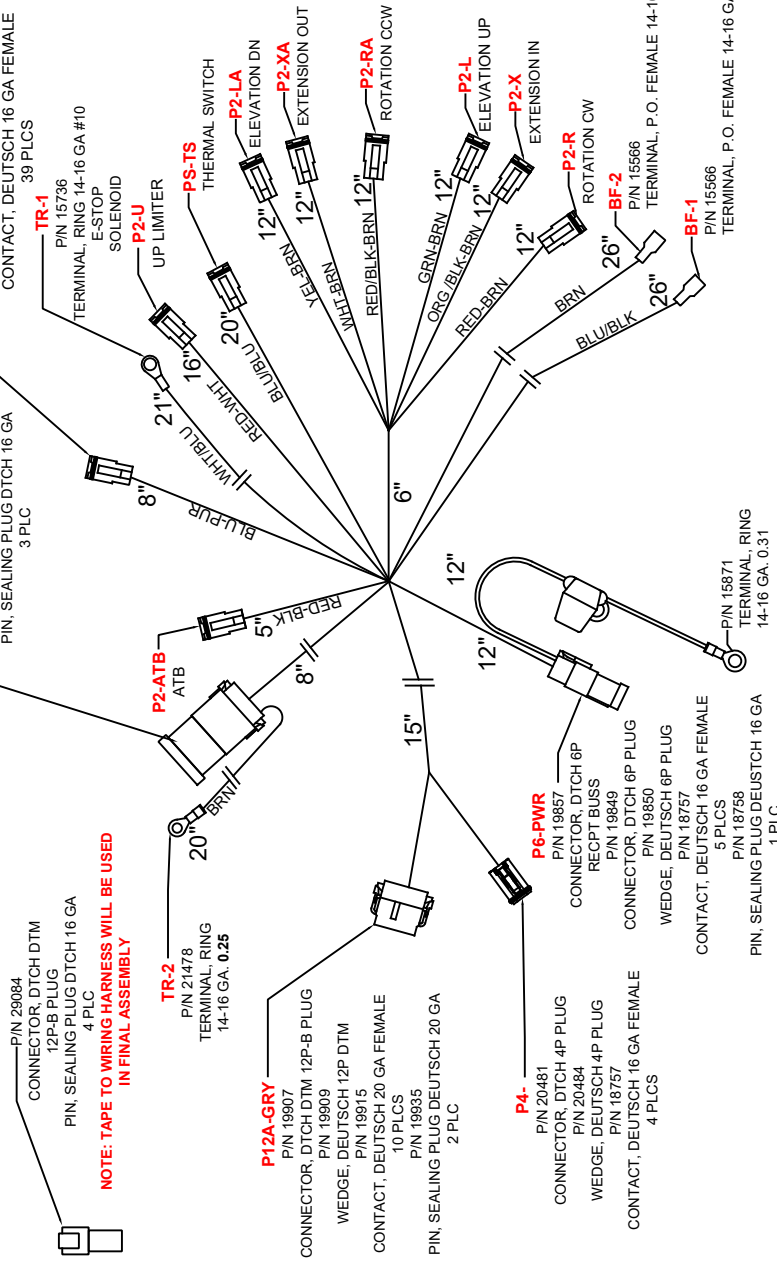 CONTACT, DEUTSCH 16 GA FEMALE
39 PLCS
TR-1
P/N 15736
TERMINAL, RING 14-16 GA #10
E-STOP
SOLENOID
P2-U
UP LIMITER
PS-TS
THERMAL SWITCH
P2-LA
ELEVATION DN
P2-XA
EXTENSION OUT
P2-RA
ROTATION CCW
P2-L
ELEVATION UP
P2-X
EXTENSION IN
P2-R
ROTATION CW
BF-2
P/N 15566
TERMINAL, P.O. FEMALE
BF-1
P/N 15566
TERMINAL, P.O. FEMALE 14-16
PIN, SEALING PLUG DTCH 16 GA
3 PLC
8"
BLU-PUR
21"
WHT/BLU
16"
RED-WHT
20"
BLU/BLU
12"
YEL-BRN
12"
WHT-BRN
12"
RED/BLK-BRN
12"
GRN-BRN
12"
ORG/BLK-BRN
12"
RED-BRN
26"
BRN
26"
BLU/BLK
6"
P2-ATB
ATB
5"
RED-BLK
8"
20"
BRN
15"
12"
12"
P/N 29084
CONNECTOR, DTCH DTM
12P-B PLUG
PIN, SEALING PLUG DTCH 16 GA
4 PLC
NOTE: TAPE TO WIRING HARNESS WILL BE USED
IN FINAL ASSEMBLY
TR-2
P/N 21478
TERMINAL, RING
14-16 GA. 0.25
P12A-GRY
P/N 19907
CONNECTOR, DTCH DTM 12P-B PLUG
P/N 19909
WEDGE, DEUTSCH 12P DTM
P/N 19915
CONTACT, DEUTSCH 20 GA FEMALE
10 PLCS
P/N 19935
PIN, SEALING PLUG DEUTSCH 20 GA
2 PLC
P4-
P/N 20481
CONNECTOR, DTCH 4P PLUG
P/N 20484
WEDGE, DEUTSCH 4P PLUG
P/N 18757
CONTACT, DEUTSCH 16 GA FEMALE
4 PLCS
P6-PWR
P/N 19857
CONNECTOR, DTCH 6P
RECPT BUSS
P/N 19849
CONNECTOR, DTCH 6P PLUG
P/N 19850
WEDGE, DEUTSCH 6P PLUG
P/N 18757
CONTACT, DEUTSCH 16 GA FEMALE
5 PLCS
P/N 18758
PIN, SEALING PLUG DEUSTCH 16 GA
1 PLC
P/N 15871
TERMINAL, RING
14-16 GA. 0.31